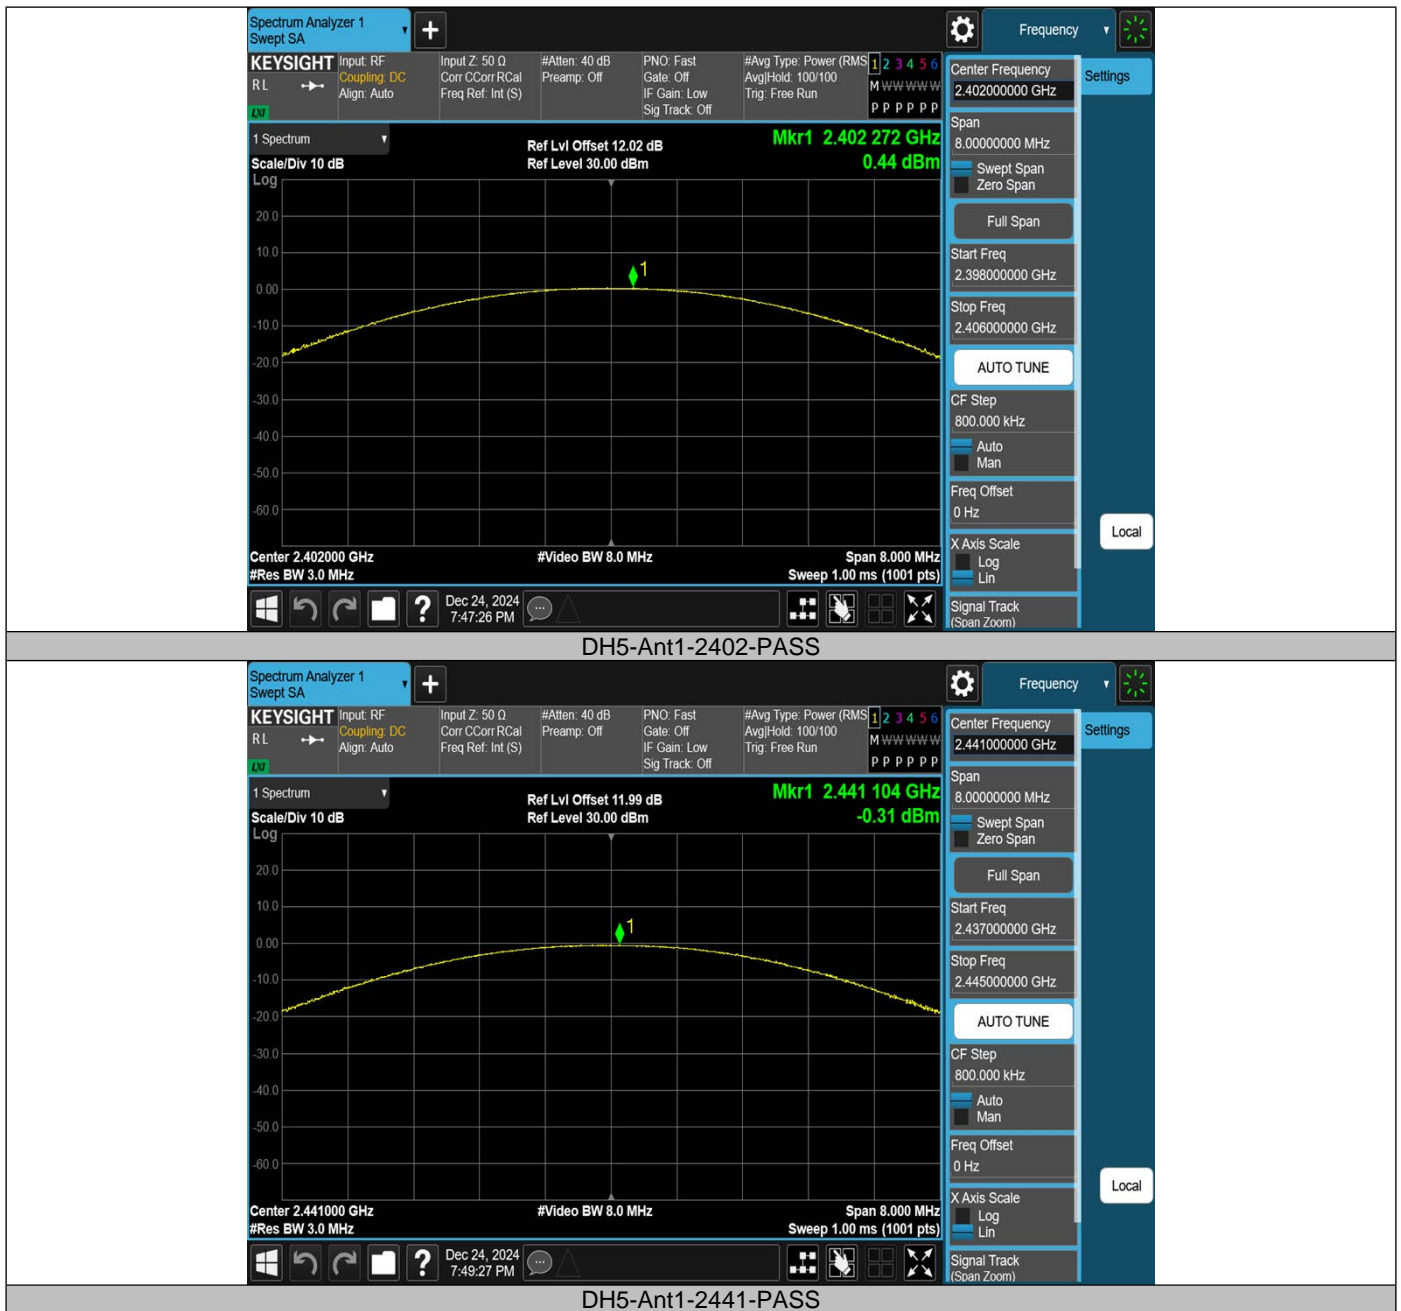 Spectrum Analyzer 1
Swept SA
Frequency
KEYSIGHT
RL
LXI
Input: RF
Coupling: DC
Align: Auto
Input Z: 50 Ω
Corr CCorr RCal
Freq Ref: Int (S)
#Atten: 40 dB
Preamp: Off
PNO: Fast
Gate: Off
IF Gain: Low
Sig Track: Off
#Avg Type: Power (RMS
Avg|Hold: 100/100
Trig: Free Run
1 2 3 4 5 6
M W W W W W
P P P P P P
Center Frequency
2.402000000 GHz
Settings
Span
8.00000000 MHz
Swept Span
Zero Span
Full Span
Start Freq
2.398000000 GHz
Stop Freq
2.406000000 GHz
AUTO TUNE
CF Step
800.000 kHz
Auto
Man
Freq Offset
0 Hz
X Axis Scale
Log
Lin
Signal Track
(Span Zoom)
Local
1 Spectrum
Scale/Div 10 dB
Log
Ref Lvl Offset 12.02 dB
Ref Level 30.00 dBm
Mkr1 2.402 272 GHz
0.44 dBm
1
20.0
10.0
0.00
-10.0
-20.0
-30.0
-40.0
-50.0
-60.0
Center 2.402000 GHz
#Res BW 3.0 MHz
#Video BW 8.0 MHz
Span 8.000 MHz
Sweep 1.00 ms (1001 pts)
?
Dec 24, 2024
7:47:26 PM
DH5-Ant1-2402-PASS
Spectrum Analyzer 1
Swept SA
Frequency
KEYSIGHT
RL
LXI
Input: RF
Coupling: DC
Align: Auto
Input Z: 50 Ω
Corr CCorr RCal
Freq Ref: Int (S)
#Atten: 40 dB
Preamp: Off
PNO: Fast
Gate: Off
IF Gain: Low
Sig Track: Off
#Avg Type: Power (RMS
Avg|Hold: 100/100
Trig: Free Run
1 2 3 4 5 6
M W W W W W
P P P P P P
Center Frequency
2.441000000 GHz
Settings
Span
8.00000000 MHz
Swept Span
Zero Span
Full Span
Start Freq
2.437000000 GHz
Stop Freq
2.445000000 GHz
AUTO TUNE
CF Step
800.000 kHz
Auto
Man
Freq Offset
0 Hz
X Axis Scale
Log
Lin
Signal Track
(Span Zoom)
Local
1 Spectrum
Scale/Div 10 dB
Log
Ref Lvl Offset 11.99 dB
Ref Level 30.00 dBm
Mkr1 2.441 104 GHz
-0.31 dBm
1
20.0
10.0
0.00
-10.0
-20.0
-30.0
-40.0
-50.0
-60.0
Center 2.441000 GHz
#Res BW 3.0 MHz
#Video BW 8.0 MHz
Span 8.000 MHz
Sweep 1.00 ms (1001 pts)
?
Dec 24, 2024
7:49:27 PM
DH5-Ant1-2441-PASS